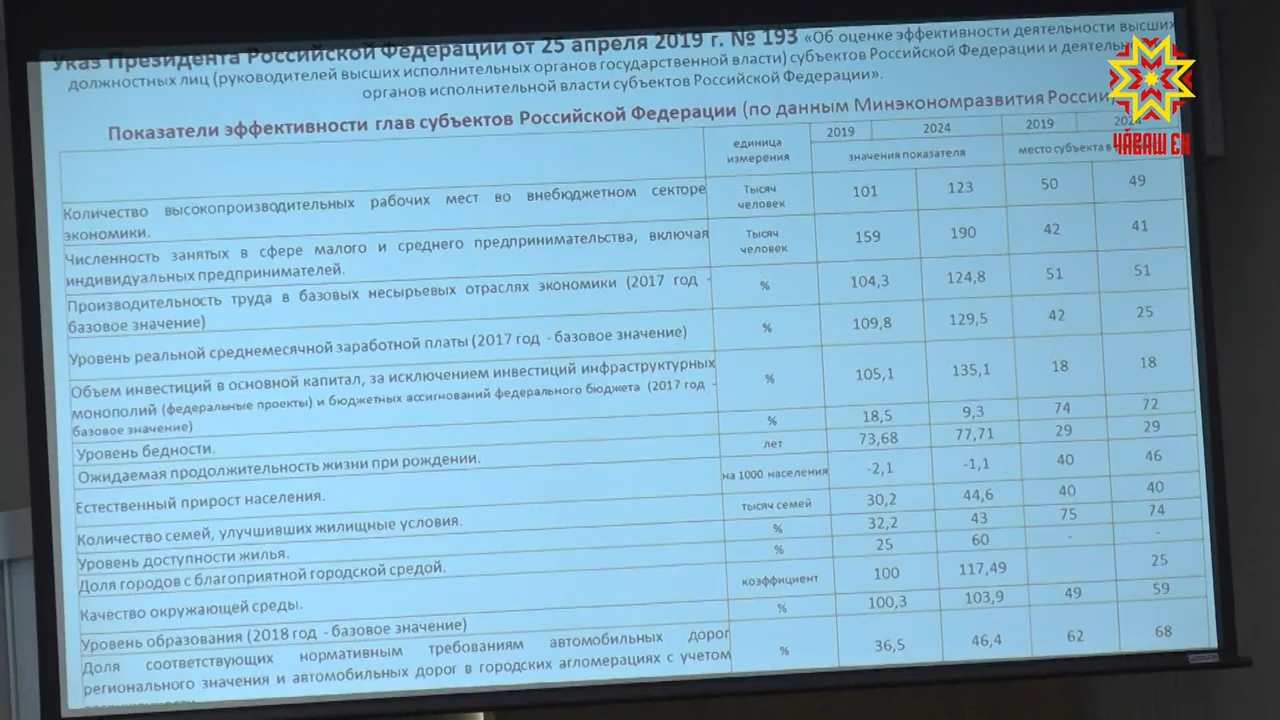 Указ Президента Российской Федерации от 25 апреля 2019 г. № 193 «Об оценке эффективности деятельности высших
должностных лиц (руководителей высших исполнительных органов государственной власти) субъектов Российской Федерации и
органов исполнительной власти субъектов Российской Федерации».
ЧӐВАШ ЕН
Показатели эффективности глав субъектов Российской Федерации (по данным Минэкономразвития России)
единица измерения 2019 2024 2019
значения показателя место субъекта в
Количество высокопроизводительных рабочих мест во внебюджетном секторе
экономики. Тысяч человек 101 123 50 49
Численность занятых в сфере малого и среднего предпринимательства, включая
индивидуальных предпринимателей. Тысяч человек 159 190 42 41
Производительность труда в базовых несырьевых отраслях экономики (2017 год -
базовое значение) % 104,3 124,8 51 51
Уровень реальной среднемесячной заработной платы (2017 год - базовое значение) % 109,8 129,5 42 25
Объем инвестиций в основной капитал, за исключением инвестиций инфраструктурных
монополий (федеральные проекты) и бюджетных ассигнований федерального бюджета (2017 год -
базовое значение) % 105,1 135,1 18 18
Уровень бедности. % 18,5 9,3 74 72
Ожидаемая продолжительность жизни при рождении. лет 73,68 77,71 29 29
Естественный прирост населения. на 1000 населения -2,1 -1,1 40 46
Количество семей, улучшивших жилищные условия. тысяч семей 30,2 44,6 40 40
Уровень доступности жилья. % 32,2 43 75 74
Доля городов с благоприятной городской средой. % 25 60 - -
Качество окружающей среды. коэффициент 100 117,49 25
Уровень образования (2018 год - базовое значение) % 100,3 103,9 49 59
Доля соответствующих нормативным требованиям автомобильных дорог
регионального значения и автомобильных дорог в городских агломерациях с учетом % 36,5 46,4 62 68